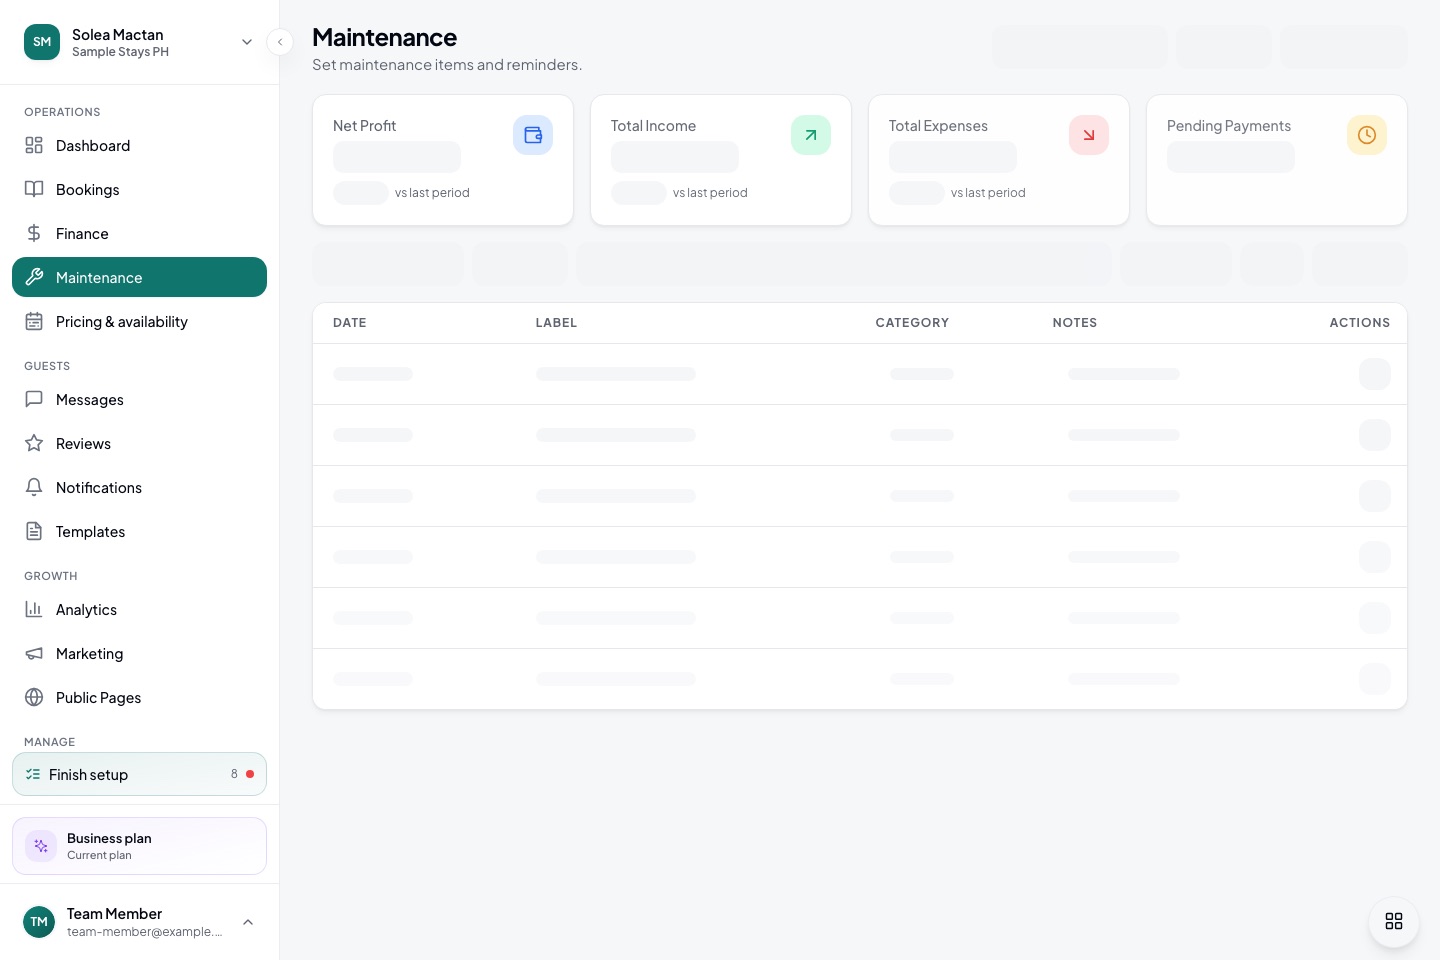 SM
Solea Mactan
Sample Stays PH
OPERATIONS
Dashboard
Bookings
Finance
Maintenance
Pricing & availability
GUESTS
Messages
Reviews
Notifications
Templates
GROWTH
Analytics
Marketing
Public Pages
MANAGE
Finish setup 8
Business plan
Current plan
TM
Team Member
team-member@example....
Maintenance
Set maintenance items and reminders.
Net Profit
vs last period
Total Income
vs last period
Total Expenses
vs last period
Pending Payments
DATE LABEL CATEGORY NOTES ACTIONS